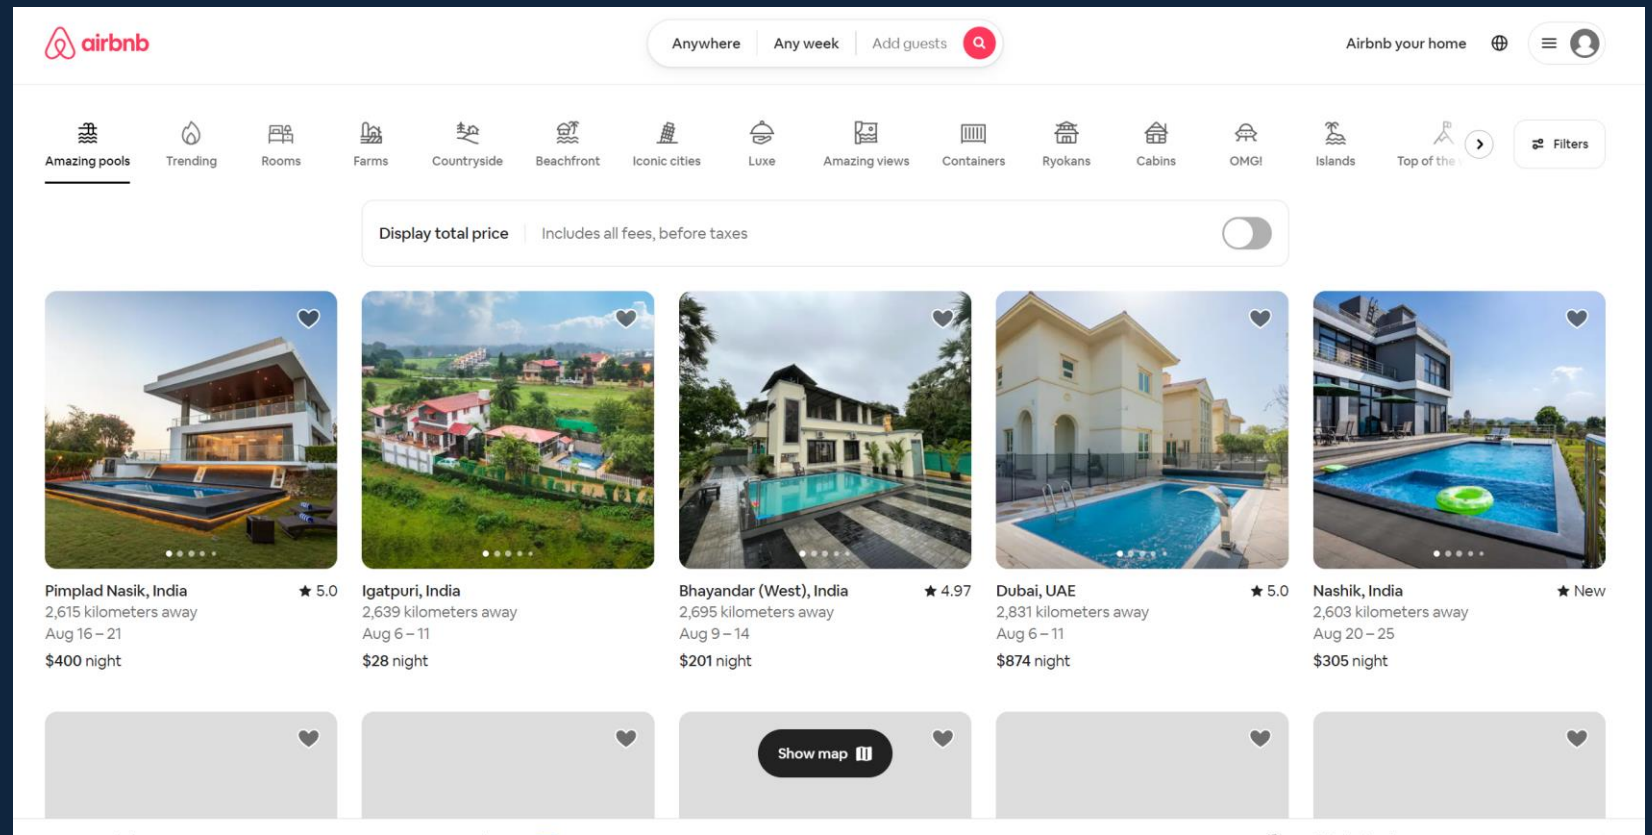 airbnb
Anywhere Any week Add guests
Airbnb your home
Amazing pools Trending Rooms Farms Countryside Beachfront Iconic cities Luxe Amazing views Containers Ryokans Cabins OMG! Islands Top of the
Filters
Display total price Includes all fees, before taxes
Pimplad Nasik, India 5.0
2,615 kilometers away
Aug 16 – 21
$400 night
Igatpuri, India
2,639 kilometers away
Aug 6 – 11
$28 night
Bhayandar (West), India 4.97
2,695 kilometers away
Aug 9 – 14
$201 night
Dubai, UAE 5.0
2,831 kilometers away
Aug 6 – 11
$874 night
Nashik, India New
2,603 kilometers away
Aug 20 – 25
$305 night
Show map